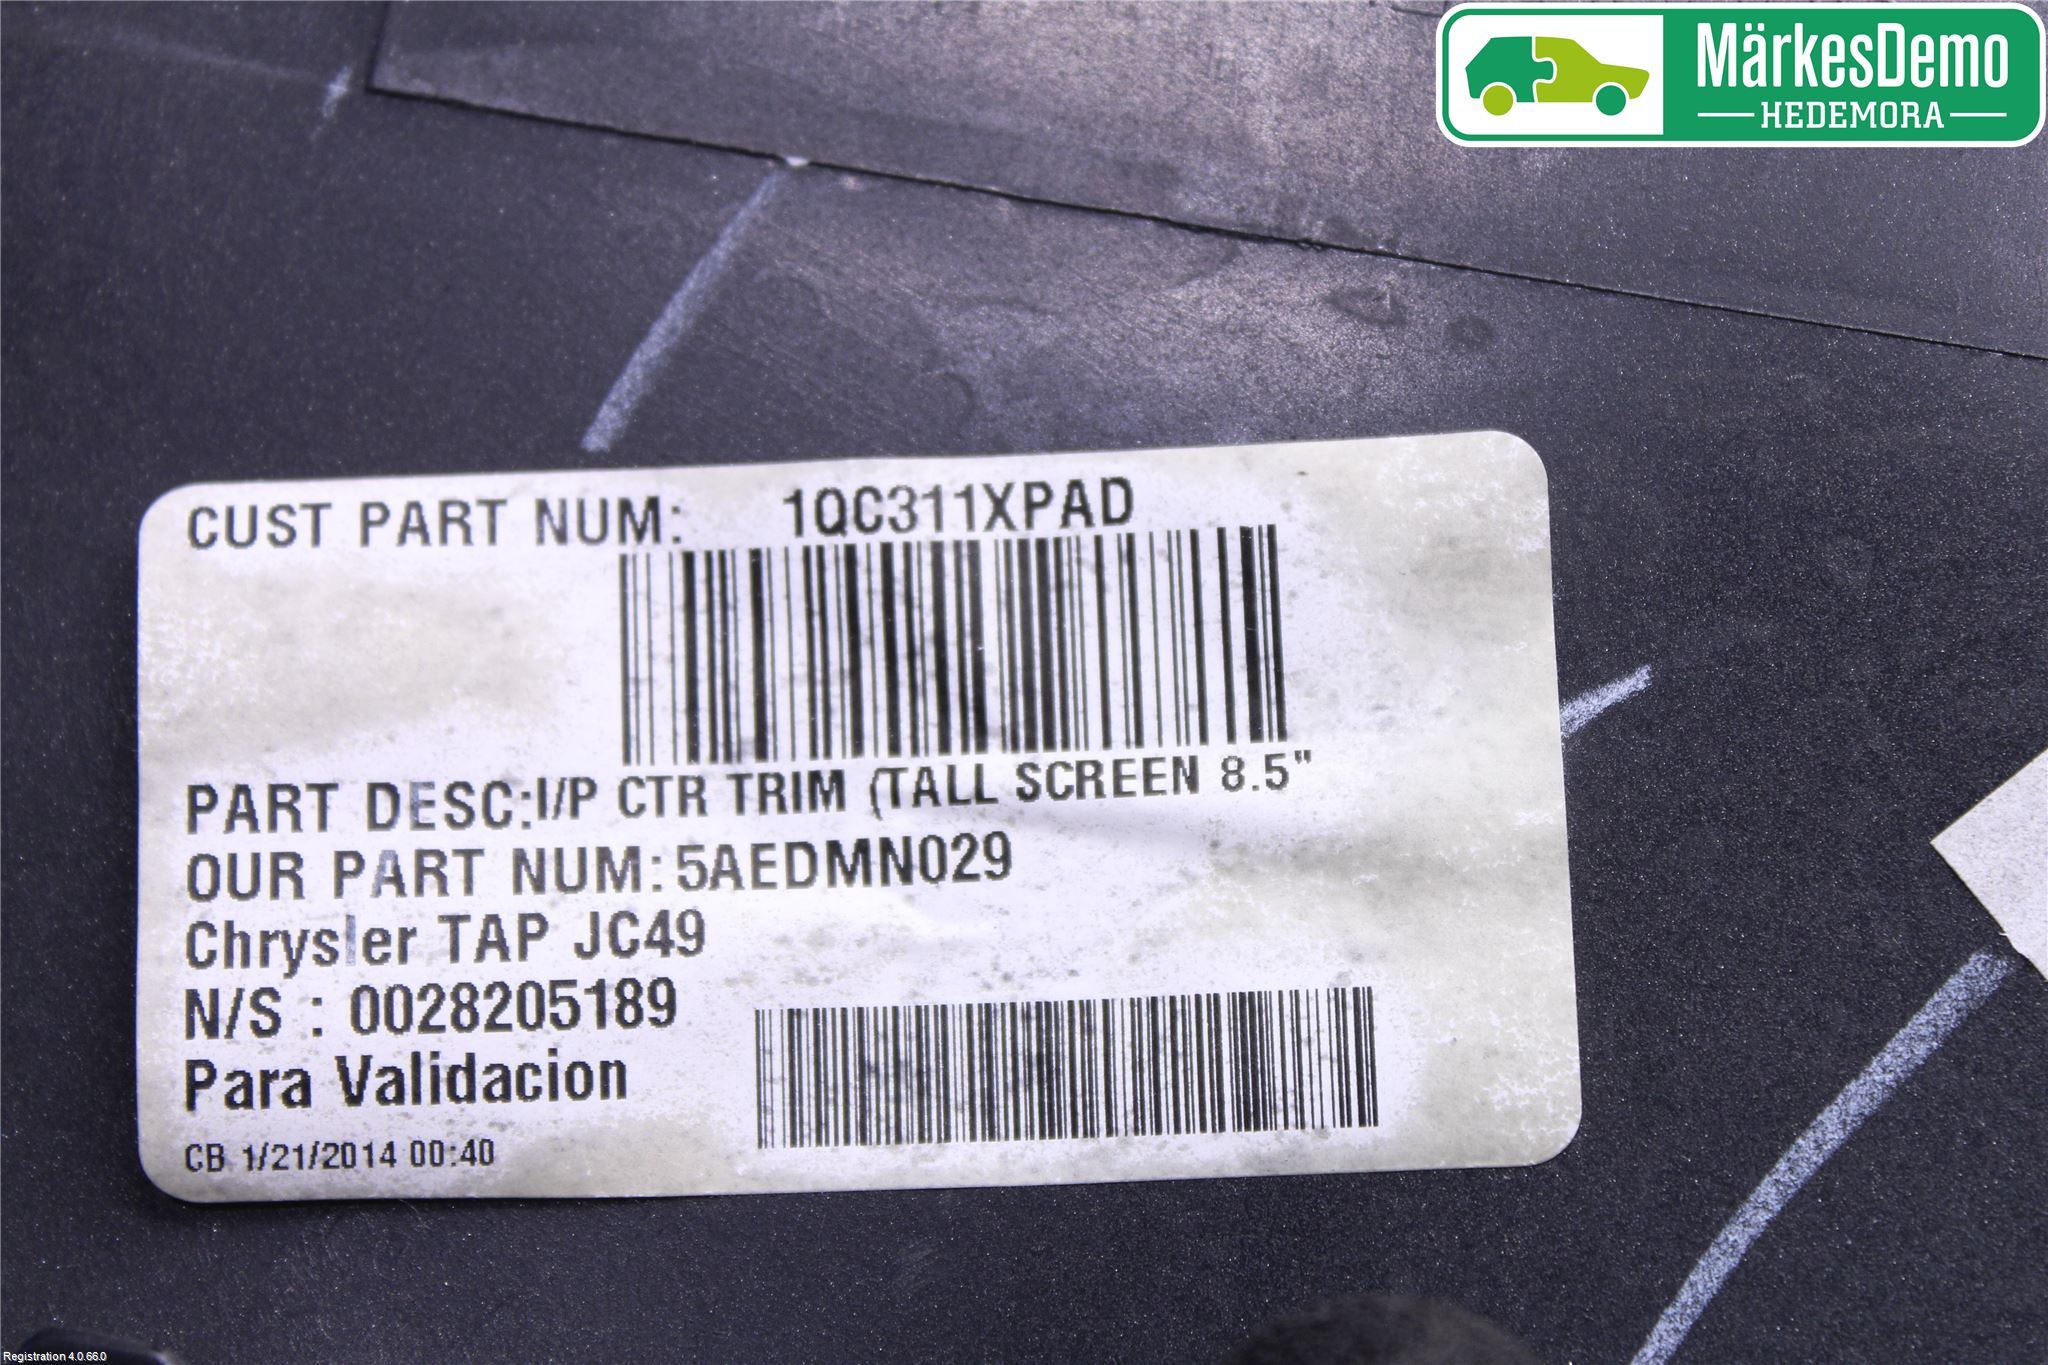 MärkesDemo
HEDEMORA
CUST PART NUM: 1QC311XPAD
PART DESC:I/P CTR TRIM (TALL SCREEN 8.5"
OUR PART NUM: 5AEDMN029
Chrysler TAP JC49
N/S : 0028205189
Para Validacion
CB 1/21/2014 00:40
Registration 4.0.66.0